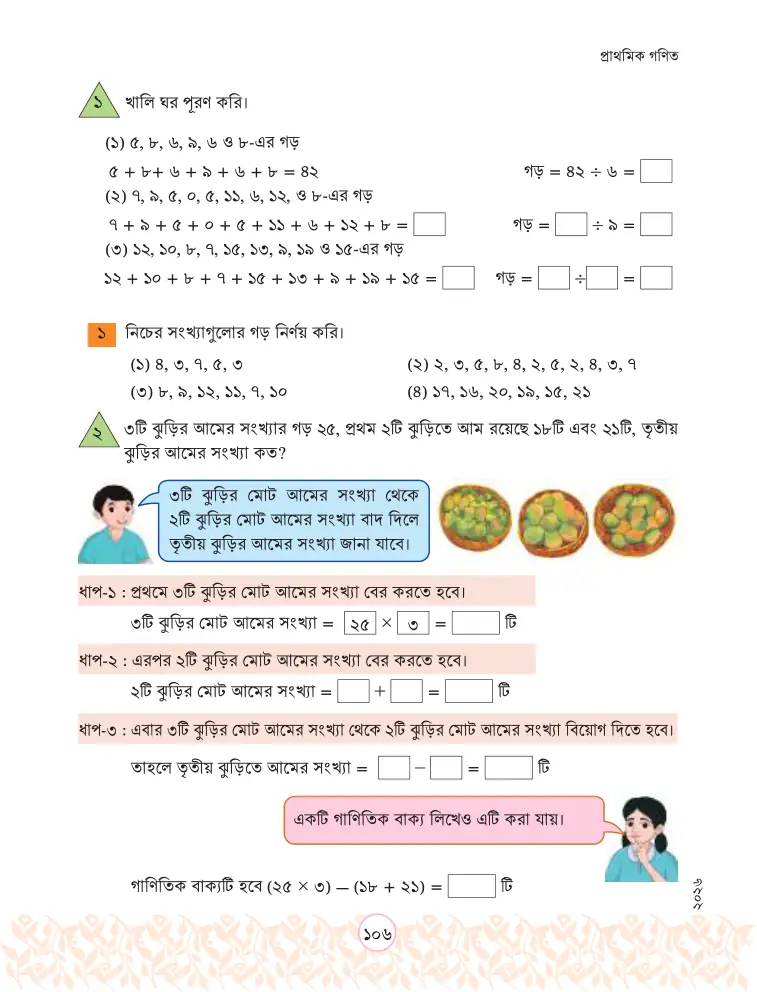 প্রাথমিক গণিত
১ খালি ঘর পূরণ করি।
(১) ৫, ৮, ৬, ৯, ৬ ও ৮-এর গড়
৫ + ৮+ ৬ + ৯ + ৬ + ৮ = ৪২ গড় = ৪২ ÷ ৬ =
(২) ৭, ৯, ৫, ০, ৫, ১১, ৬, ১২, ও ৮-এর গড়
৭ + ৯ + ৫ + ০ + ৫ + ১১ + ৬ + ১২ + ৮ = গড় = ÷ ৯ =
(৩) ১২, ১০, ৮, ৭, ১৫, ১৩, ৯, ১৯ ও ১৫-এর গড়
১২ + ১০ + ৮ + ৭ + ১৫ + ১৩ + ৯ + ১৯ + ১৫ = গড় = ÷ =
১ নিচের সংখ্যাগুলোর গড় নির্ণয় করি।
(১) ৪, ৩, ৭, ৫, ৩ (২) ২, ৩, ৫, ৮, ৪, ২, ৫, ২, ৪, ৩, ৭
(৩) ৮, ৯, ১২, ১১, ৭, ১০ (৪) ১৭, ১৬, ২০, ১৯, ১৫, ২১
২ ৩টি ঝুড়ির আমের সংখ্যার গড় ২৫, প্রথম ২টি ঝুড়িতে আম রয়েছে ১৮টি এবং ২১টি, তৃতীয়
ঝুড়ির আমের সংখ্যা কত?
৩টি ঝুড়ির মোট আমের সংখ্যা থেকে
২টি ঝুড়ির মোট আমের সংখ্যা বাদ দিলে
তৃতীয় ঝুড়ির আমের সংখ্যা জানা যাবে।
ধাপ-১ : প্রথমে ৩টি ঝুড়ির মোট আমের সংখ্যা বের করতে হবে।
৩টি ঝুড়ির মোট আমের সংখ্যা = ২৫ × ৩ = টি
ধাপ-২ : এরপর ২টি ঝুড়ির মোট আমের সংখ্যা বের করতে হবে।
২টি ঝুড়ির মোট আমের সংখ্যা = + = টি
ধাপ-৩ : এবার ৩টি ঝুড়ির মোট আমের সংখ্যা থেকে ২টি ঝুড়ির মোট আমের সংখ্যা বিয়োগ দিতে হবে।
তাহলে তৃতীয় ঝুড়িতে আমের সংখ্যা = − = টি
একটি গাণিতিক বাক্য লিখেও এটি করা যায়।
গাণিতিক বাক্যটি হবে (২৫ × ৩) — (১৮ + ২১) = টি
২০২৬
১০৬